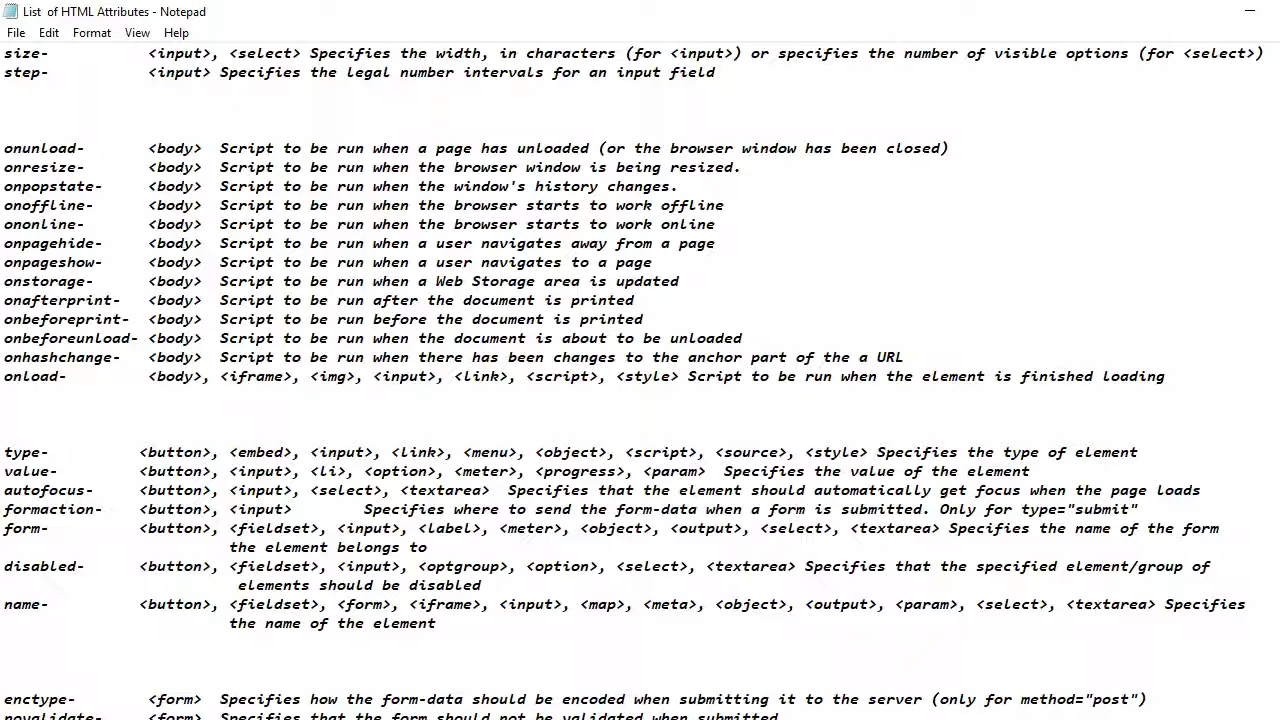 List of HTML Attributes - Notepad
File Edit Format View Help
size- <input>, <select> Specifies the width, in characters (for <input>) or specifies the number of visible options (for <select>)
step- <input> Specifies the legal number intervals for an input field
onunload- <body> Script to be run when a page has unloaded (or the browser window has been closed)
onresize- <body> Script to be run when the browser window is being resized.
onpopstate- <body> Script to be run when the window's history changes.
onoffline- <body> Script to be run when the browser starts to work offline
ononline- <body> Script to be run when the browser starts to work online
onpagehide- <body> Script to be run when a user navigates away from a page
onpageshow- <body> Script to be run when a user navigates to a page
onstorage- <body> Script to be run when a Web Storage area is updated
onafterprint- <body> Script to be run after the document is printed
onbeforeprint- <body> Script to be run before the document is printed
onbeforeunload- <body> Script to be run when the document is about to be unloaded
onhashchange- <body> Script to be run when there has been changes to the anchor part of the a URL
onload- <body>, <iframe>, <img>, <input>, <link>, <script>, <style> Script to be run when the element is finished loading
type- <button>, <embed>, <input>, <link>, <menu>, <object>, <script>, <source>, <style> Specifies the type of element
value- <button>, <input>, <li>, <option>, <meter>, <progress>, <param> Specifies the value of the element
autofocus- <button>, <input>, <select>, <textarea> Specifies that the element should automatically get focus when the page loads
formaction- <button>, <input> Specifies where to send the form-data when a form is submitted. Only for type="submit"
form- <button>, <fieldset>, <input>, <label>, <meter>, <object>, <output>, <select>, <textarea> Specifies the name of the form
the element belongs to
disabled- <button>, <fieldset>, <input>, <optgroup>, <option>, <select>, <textarea> Specifies that the specified element/group of
elements should be disabled
name- <button>, <fieldset>, <form>, <iframe>, <input>, <map>, <meta>, <object>, <output>, <param>, <select>, <textarea> Specifies
the name of the element
enctype- <form> Specifies how the form-data should be encoded when submitting it to the server (only for method="post")
novalidate- <form> Specifies that the form should not be validated when submitted